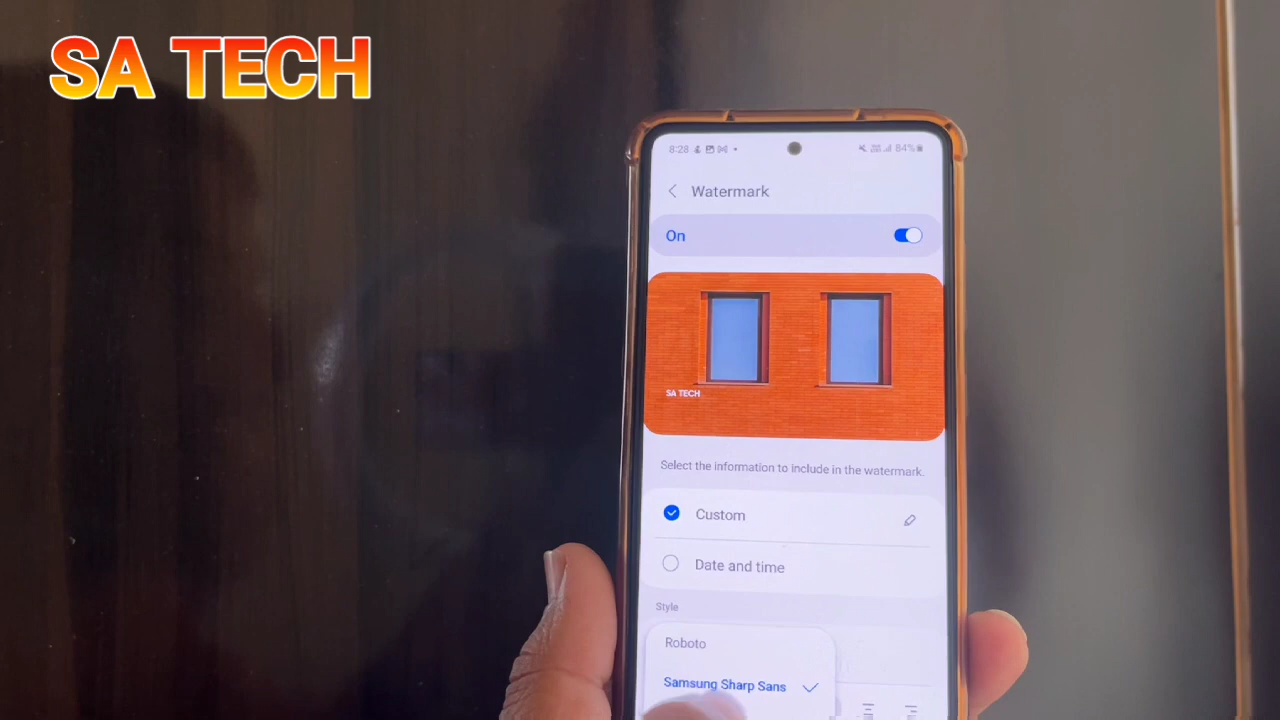 SA TECH
8:28
84%
Watermark
On
SA TECH
Select the information to include in the watermark.
Custom
Date and time
Style
Roboto
Samsung Sharp Sans